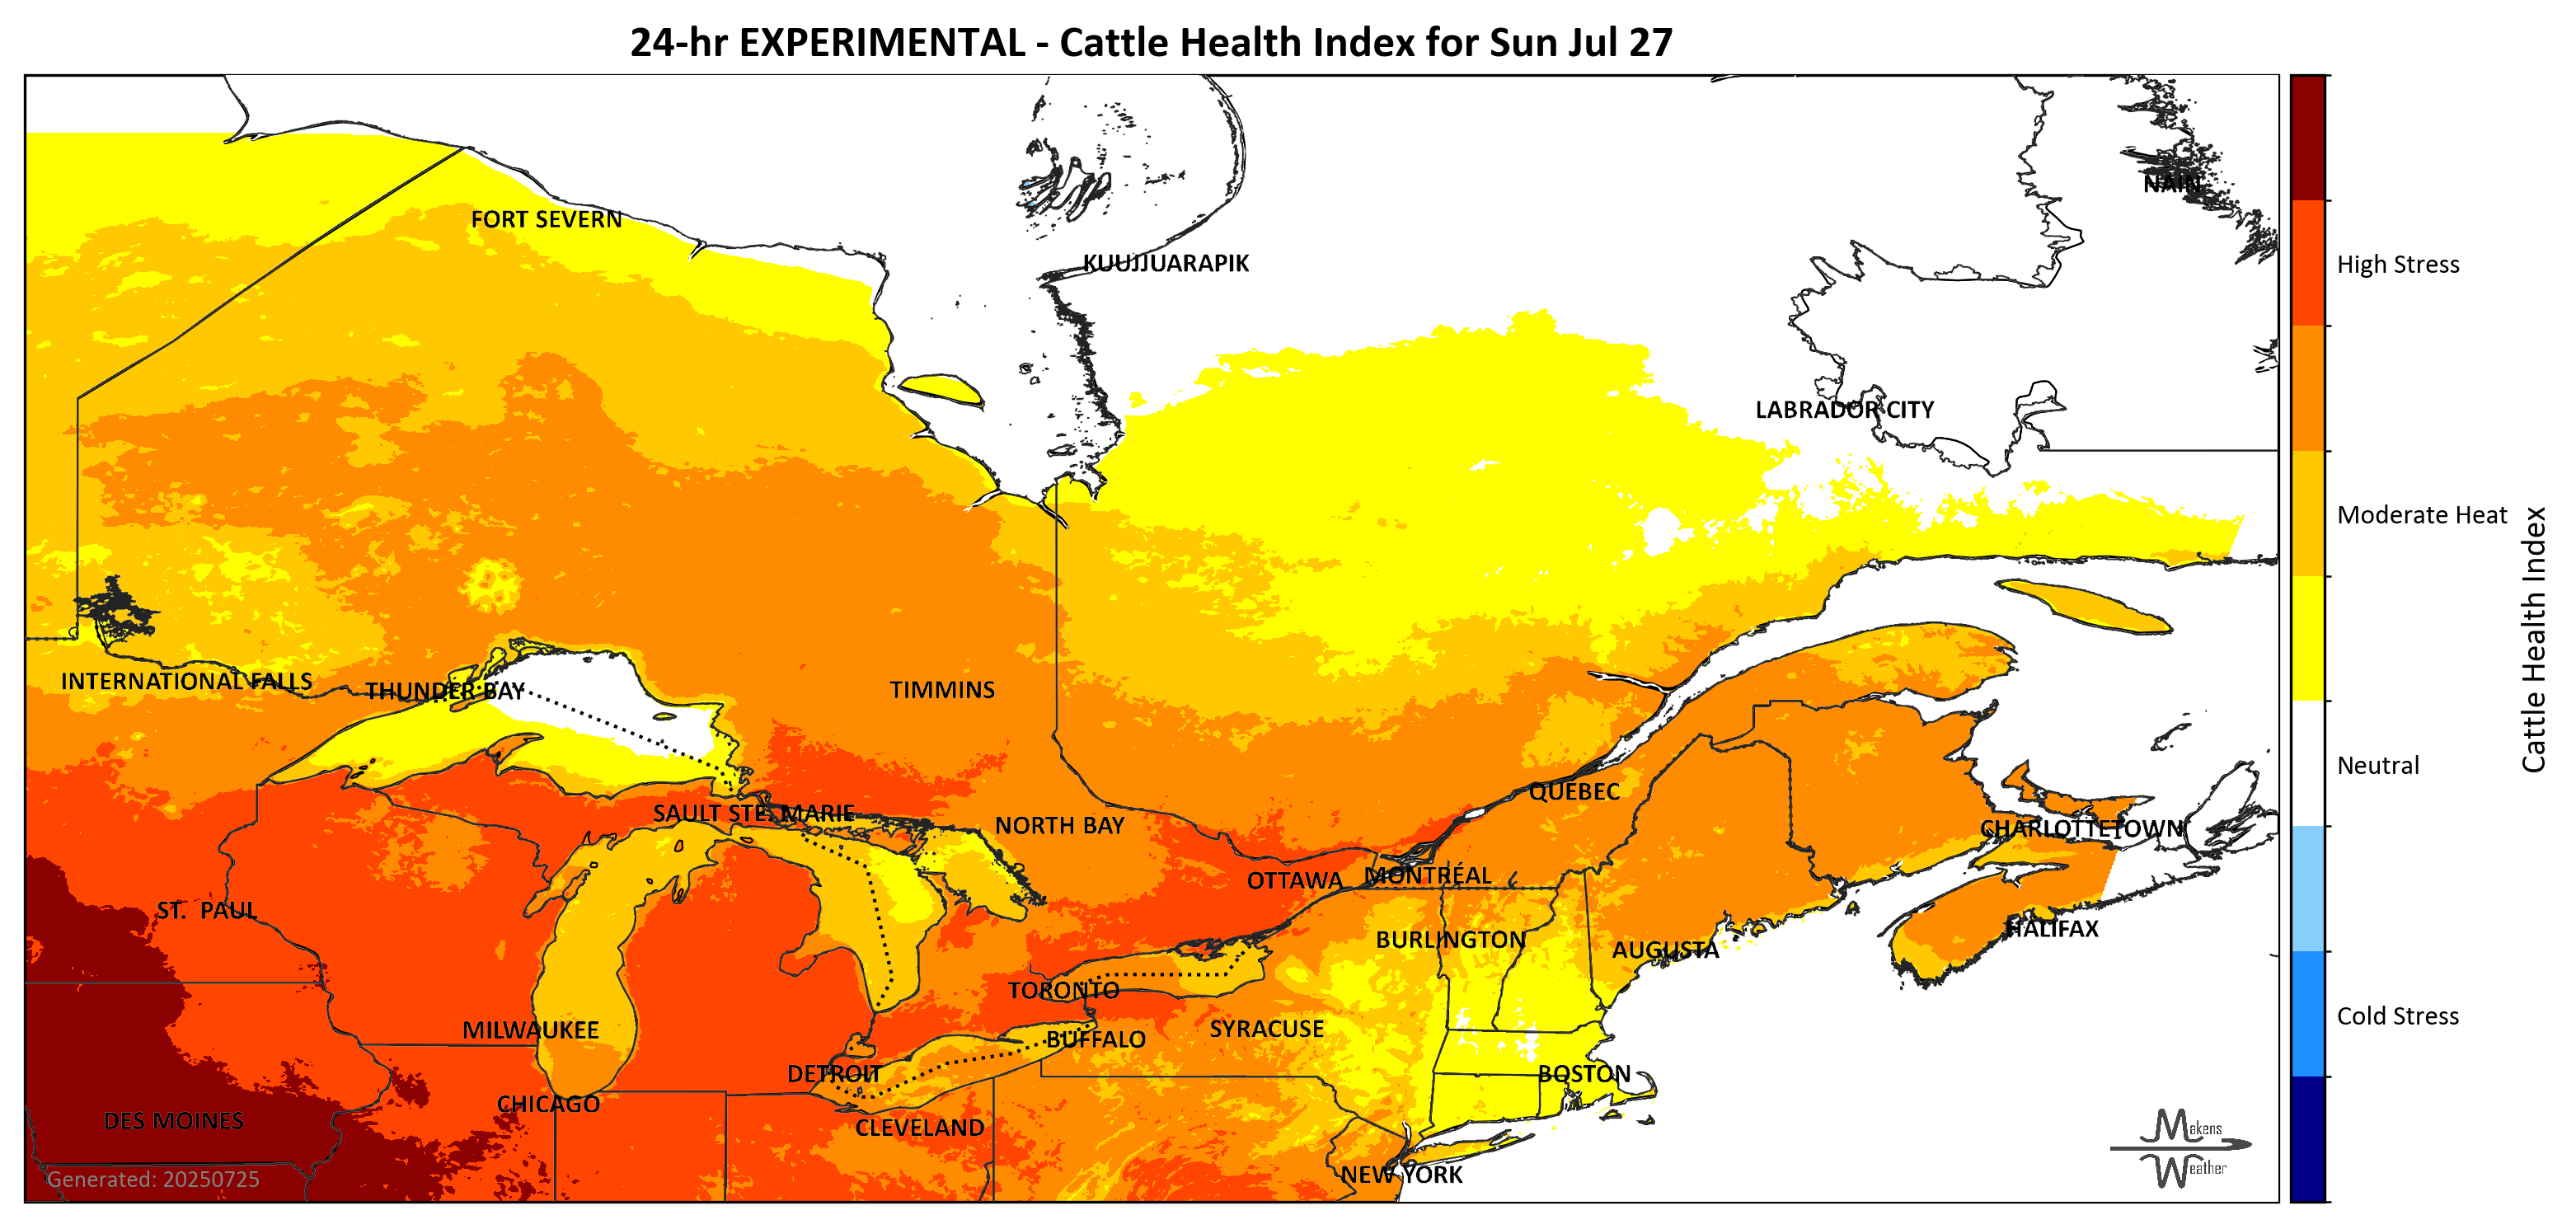 24-hr EXPERIMENTAL - Cattle Health Index for Sun Jul 27
NAIN
FORT SEVERN
KUUJJUARAPIK
High Stress
LABRADOR CITY
Moderate Heat
Cattle Health Index
INTERNATIONAL FALLS
THUNDER BAY
TIMMINS
Neutral
QUEBEC
SAULT STE. MARIE
NORTH BAY
CHARLOTTETOWN
OTTAWA
MONTRÉAL
ST. PAUL
HALIFAX
BURLINGTON
AUGUSTA
TORONTO
Cold Stress
MILWAUKEE
SYRACUSE
BUFFALO
DETROIT
BOSTON
CHICAGO
DES MOINES
CLEVELAND
Makens
Weather
NEW YORK
Generated: 20250725